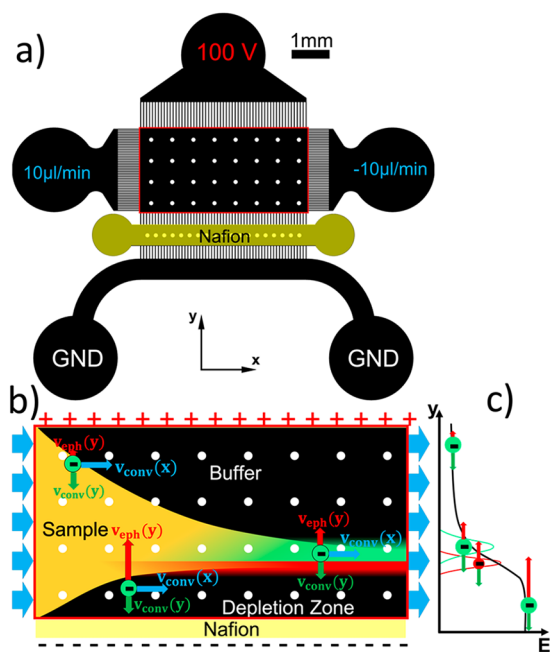 a)
100 V
1mm
10µl/min
-10µl/min
Nafion
y
x
GND
GND
b)
+ + + + + + + + + + + + + +
c)
y
v_eph(y)
v_conv(x)
v_conv(y)
Buffer
Sample
v_eph(y)
v_eph(y)
v_conv(x)
v_conv(x)
v_conv(y)
v_conv(y)
Depletion Zone
Nafion
E